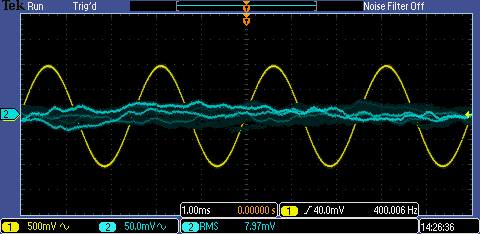 Tek Run Trig'd Noise Filter Off
T
2
1.00ms 0.00000 s 1 40.0mV 400.006 Hz
1 500mV 2 50.0mV 2 RMS 7.97mV 14:26:36